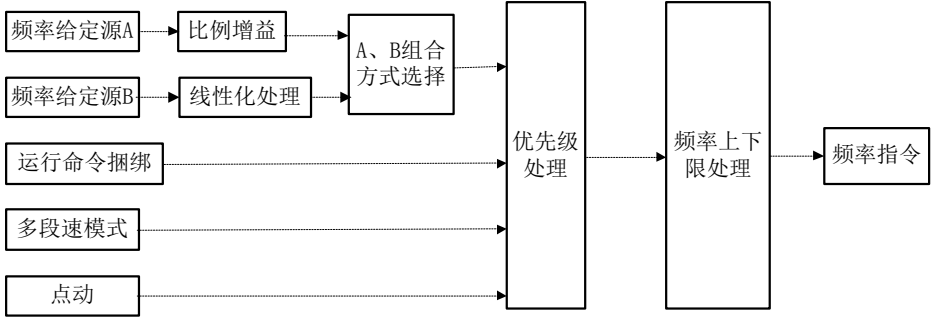 频率给定源A
比例增益
A、B组合
方式选择
频率给定源B
线性化处理
运行命令捆绑
多段速模式
点动
优先级
处理
频率上下
限处理
频率指令